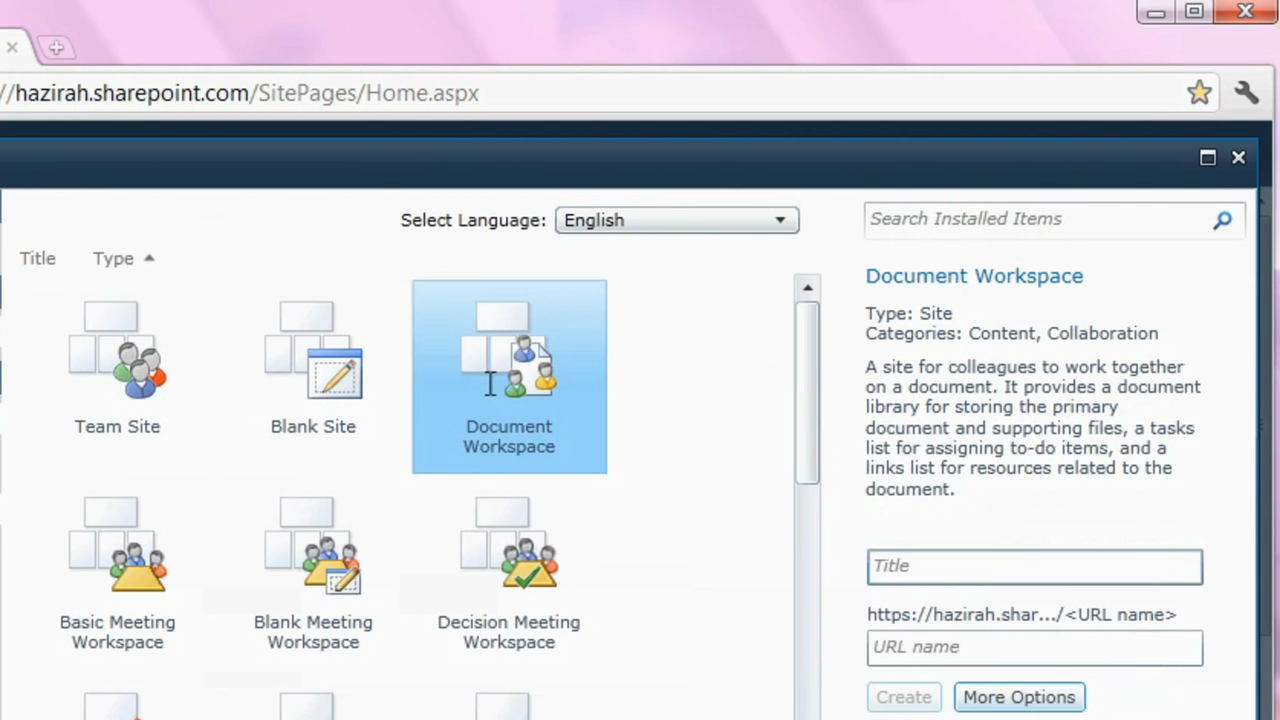 //hazirah.sharepoint.com/SitePages/Home.aspx
Select Language: English
Search Installed Items
Title Type
Team Site
Blank Site
Document
Workspace
Basic Meeting
Workspace
Blank Meeting
Workspace
Decision Meeting
Workspace
Document Workspace
Type: Site
Categories: Content, Collaboration
A site for colleagues to work together
on a document. It provides a document
library for storing the primary
document and supporting files, a tasks
list for assigning to-do items, and a
links list for resources related to the
document.
Title
https://hazirah.shar.../<URL name>
URL name
Create More Options